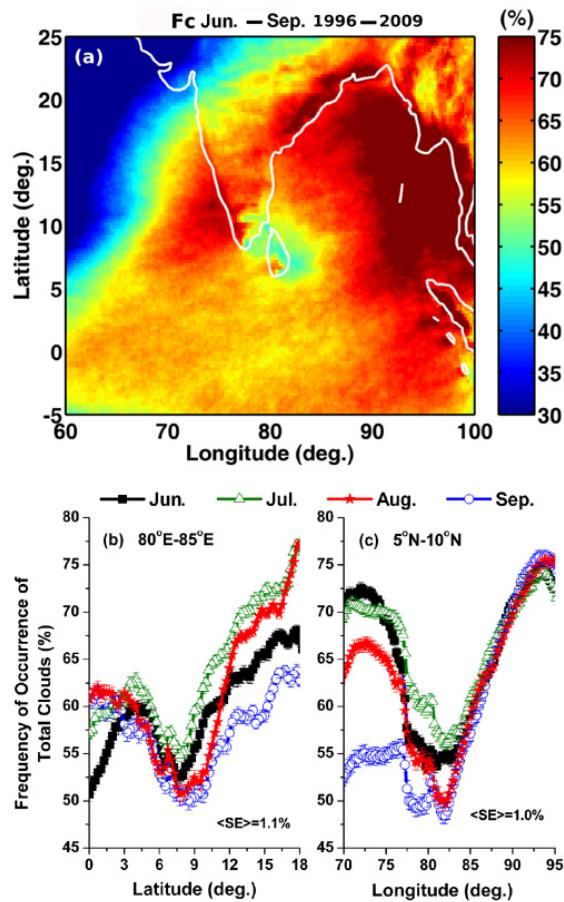 Fc Jun. – Sep. 1996 – 2009
(%)
(a)
25
20
15
10
5
0
-5
Latitude (deg.)
60
70
80
90
100
Longitude (deg.)
75
70
65
60
55
50
45
40
35
30
Jun.
Jul.
Aug.
Sep.
(b) 80°E-85°E
80
75
70
65
60
55
50
45
Frequency of Occurrence of
Total Clouds (%)
<SE>=1.1%
0 3 6 9 12 15 18
Latitude (deg.)
(c) 5°N-10°N
<SE>=1.0%
70 75 80 85 90 95
Longitude (deg.)